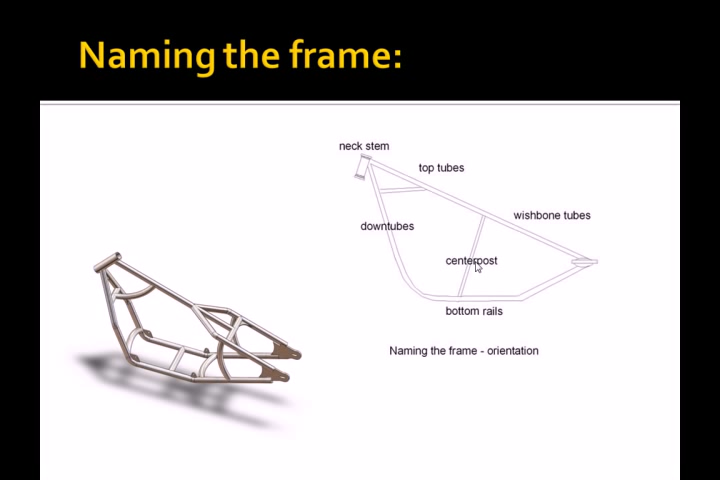 Naming the frame:
neck stem
top tubes
wishbone tubes
downtubes
centerpost
bottom rails
Naming the frame - orientation